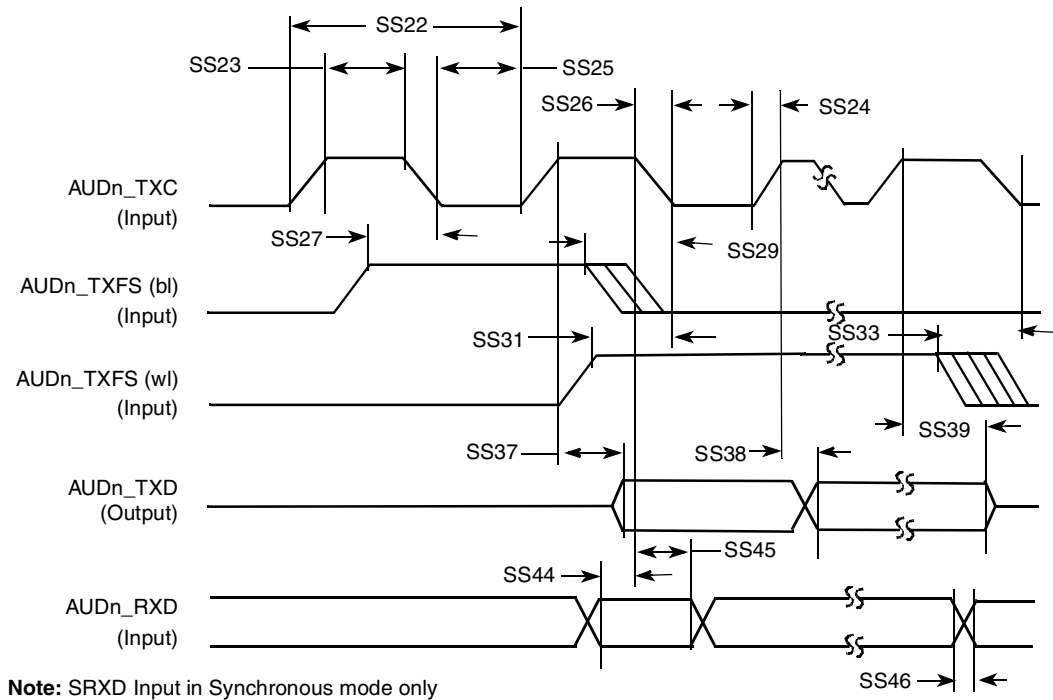 SS22
SS23
SS25
SS26
SS24
AUDn_TXC
(Input)
SS27
SS29
AUDn_TXFS (bl)
(Input)
SS31
SS33
AUDn_TXFS (wl)
(Input)
SS39
SS37
SS38
AUDn_TXD
(Output)
SS45
SS44
AUDn_RXD
(Input)
SS46
Note: SRXD Input in Synchronous mode only